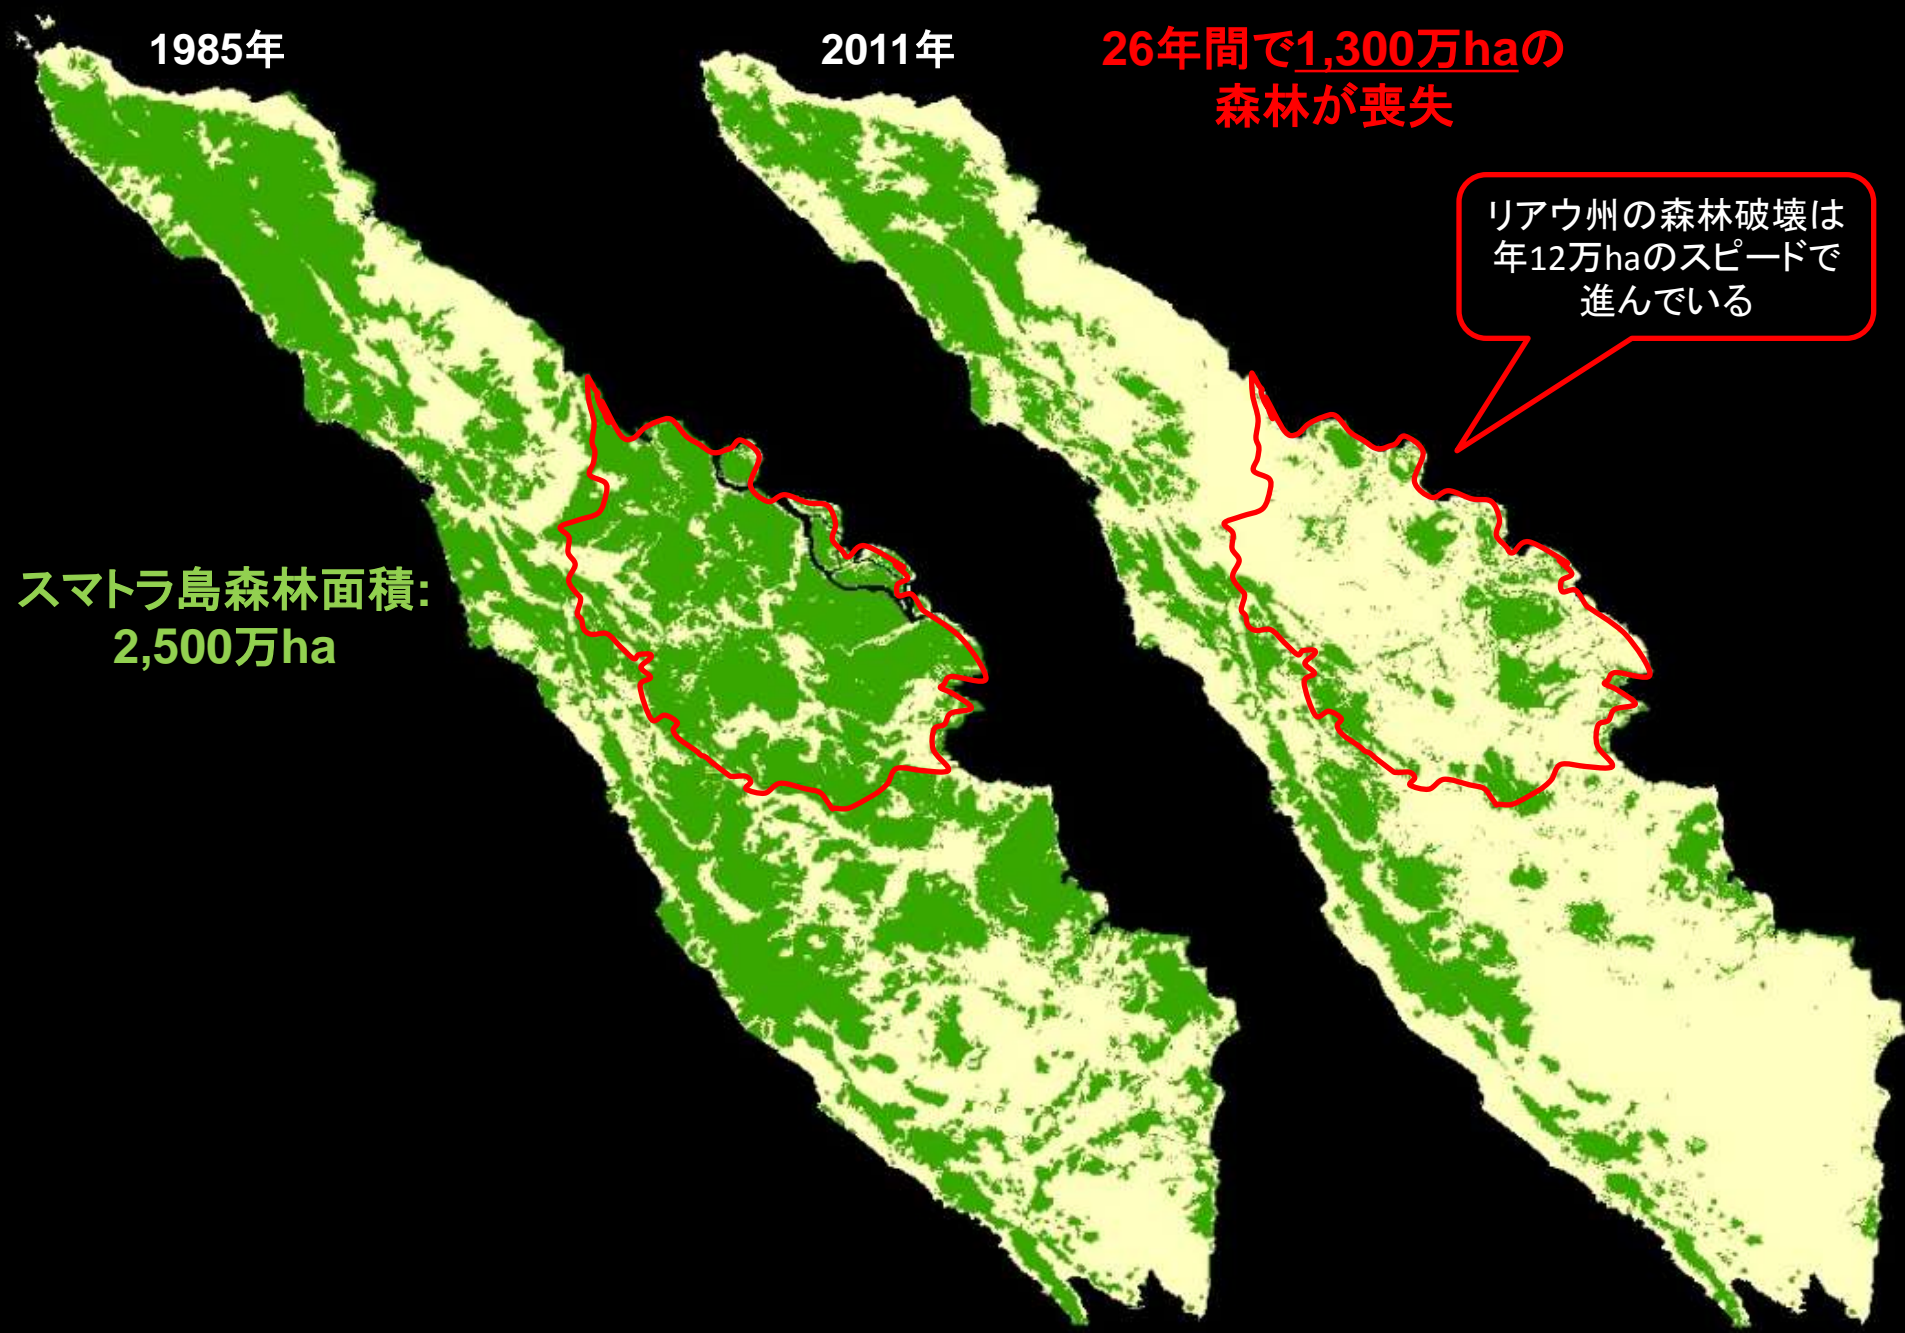 1985年
2011年
26年間で1,300万haの
森林が喪失
リアウ州の森林破壊は
年12万haのスピードで
進んでいる
スマトラ島森林面積:
2,500万ha